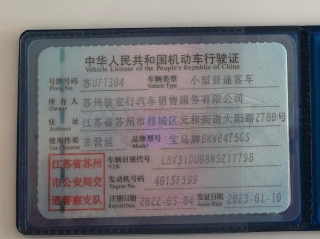 中华人民共和国机动车行驶证
Vehicle License of the People's Republic of China
号牌号码 苏UFT304 车辆类型 小型普通客车
Plate No. Vehicle Type
所有人 苏州骏宝行汽车销售服务有限公司
Owner
住址 江苏省苏州市相城区元和街道太阳路2700号
Address
使用性质 非营运 品牌型号 宝马牌BMW6475GS
Use Character Model
江苏省苏州 车辆识别代号
VIN
市公安局交 发动机号码 4015F399
Engine No.
通警察支队 注册日期 2022-05-04 发证日期 2023-01-10
Register Date Issue Date